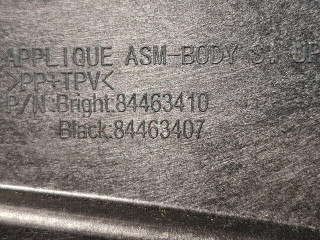 APPLIQUE ASM-BODY
>PP+TPV<
P/N:Bright:84463410
Black:84463407